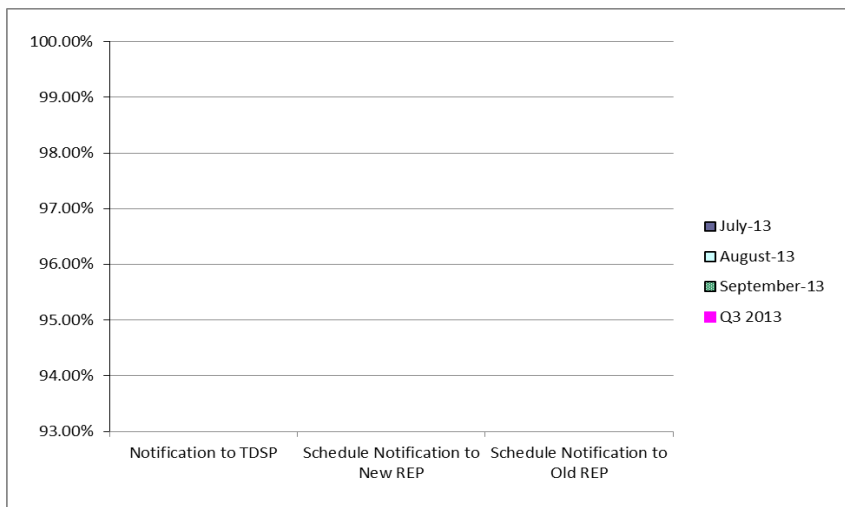 100.00%
99.00%
98.00%
97.00%
96.00%
95.00%
94.00%
93.00%
Notification to TDSP
Schedule Notification to
New REP
Schedule Notification to
Old REP
July-13
August-13
September-13
Q3 2013